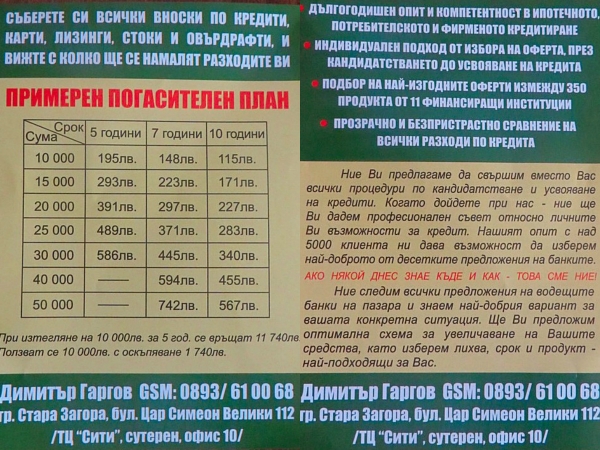 СЪБЕРЕТЕ СИ ВСИЧКИ ВНОСКИ ПО КРЕДИТИ,
КАРТИ, ЛИЗИНГИ, СТОКИ И ОВЪРДРАФТИ, И
ВИЖТЕ С КОЛКО ЩЕ СЕ НАМАЛЯТ РАЗХОДИТЕ ВИ
ПРИМЕРЕН ПОГАСИТЕЛЕН ПЛАН
Срок Сума 5 години 7 години 10 години
10 000 195лв. 148лв. 115лв.
15 000 293лв. 223лв. 171лв.
20 000 391лв. 297лв. 227лв.
25 000 489лв. 371лв. 283лв.
30 000 586лв. 445лв. 340лв.
40 000 —— 594лв. 455лв.
50 000 —— 742лв. 567лв.
При изтегляне на 10 000лв. за 5 год. се връщат 11 740лв.
Ползват се 10 000лв. с оскъпяване 1 740лв.
Димитър Гаргов GSM: 0893/ 61 00 68
гр. Стара Загора, бул. Цар Симеон Велики 112
/ТЦ "Сити", сутерен, офис 10/
ДЪЛГОГОДИШЕН ОПИТ И КОМПЕТЕНТНОСТ В ИПОТЕЧНОТО,
ПОТРЕБИТЕЛСКОТО И ФИРМЕНОТО КРЕДИТИРАНЕ
ИНДИВИДУАЛЕН ПОДХОД ОТ ИЗБОРА НА ОФЕРТА, ПРЕЗ
КАНДИДАТСТВАНЕТО ДО УСВОЯВАНЕ НА КРЕДИТА
ПОДБОР НА НАЙ-ИЗГОДНИТЕ ОФЕРТИ ИЗМЕЖДУ 350
ПРОДУКТА ОТ 11 ФИНАНСИРАЩИ ИНСТИТУЦИИ
ПРОЗРАЧНО И БЕЗПРИСТРАСТНО СРАВНЕНИЕ НА
ВСИЧКИ РАЗХОДИ ПО КРЕДИТА
Ние Ви предлагаме да свършим вместо Вас
всички процедури по кандидатстване и усвояване
на кредити. Когато дойдете при нас - ние ще
Ви дадем професионален съвет относно личните
Ви възможности за кредит. Нашият опит с над
5000 клиента ни дава възможност да изберем
най-доброто от десетките предложения на банките.
АКО НЯКОЙ ДНЕС ЗНАЕ КЪДЕ И КАК - ТОВА СМЕ НИЕ!
Ние следим всички предложения на водещите
банки на пазара и знаем най-добрия вариант за
вашата конкретна ситуация. Ще Ви предложим
оптимална схема за увеличаване на Вашите
средства, като изберем лихва, срок и продукт -
най-подходящи за Вас.
Димитър Гаргов GSM: 0893/ 61 00 68
гр. Стара Загора, бул. Цар Симеон Велики 112
/ТЦ "Сити", сутерен, офис 10/